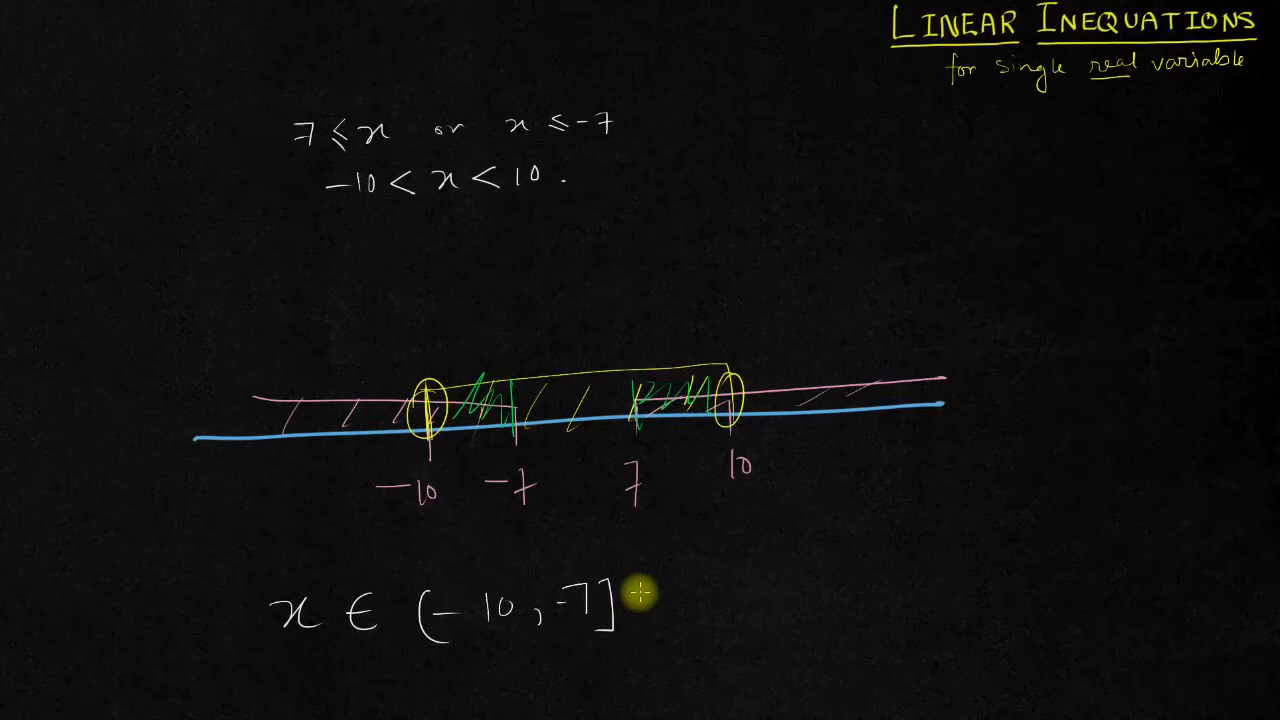 LINEAR INEQUATIONS
for single real variable
7 ≤ x or x ≤ -7
-10 < x < 10 .
-10 -7 7 10
x ∈ (-10, -7]